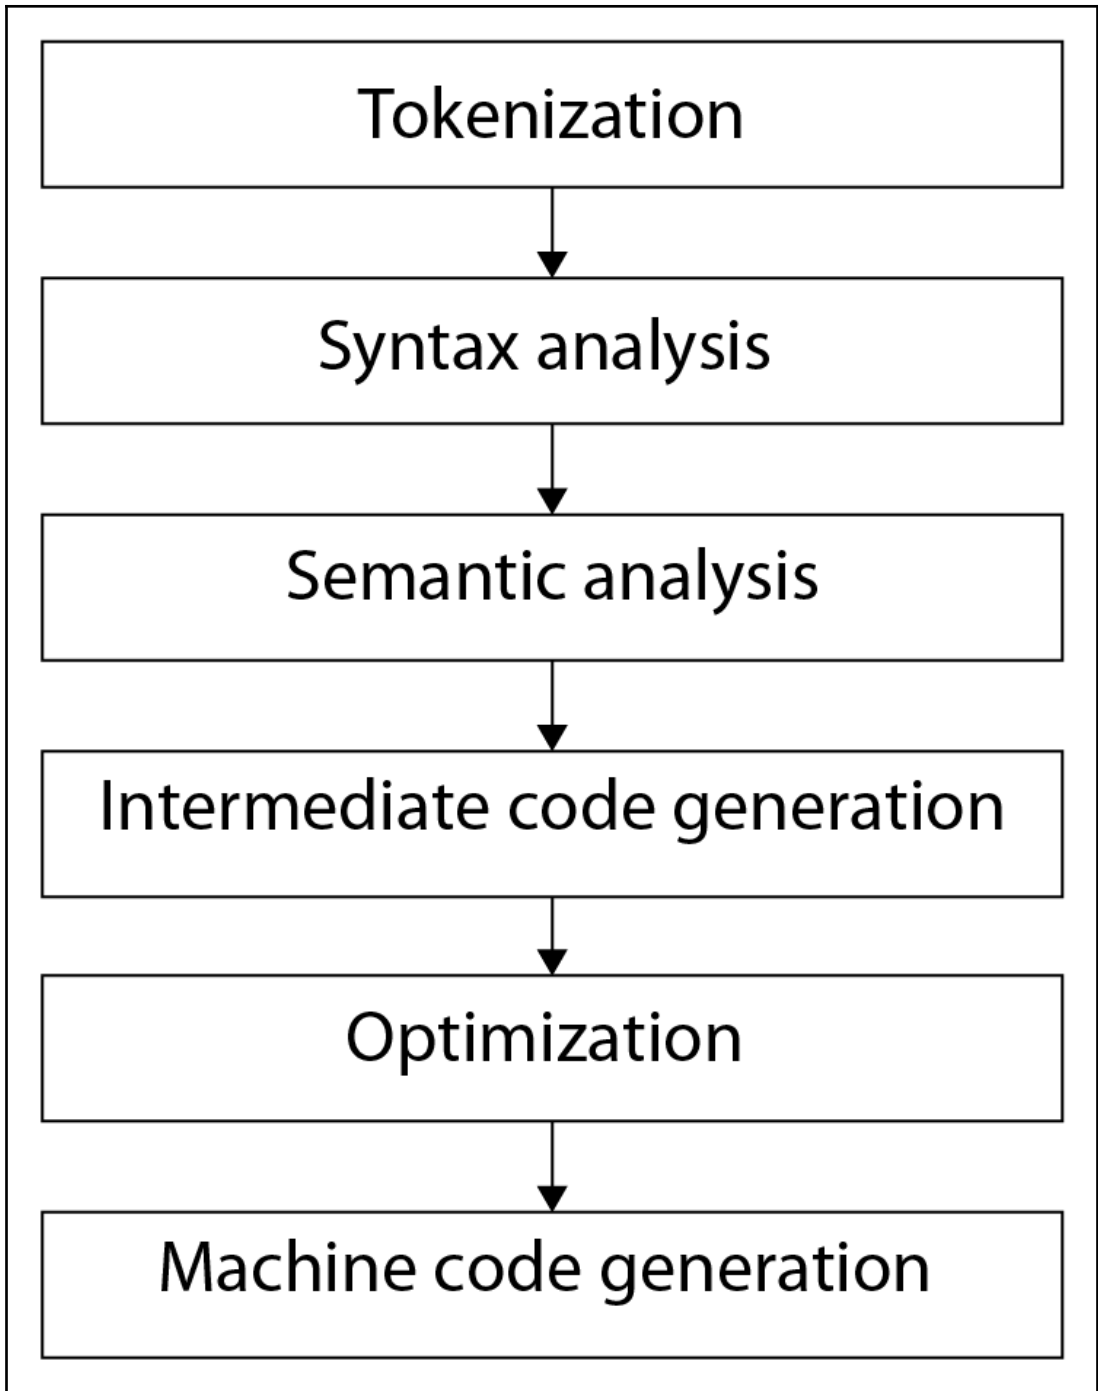 Tokenization
Syntax analysis
Semantic analysis
Intermediate code generation
Optimization
Machine code generation